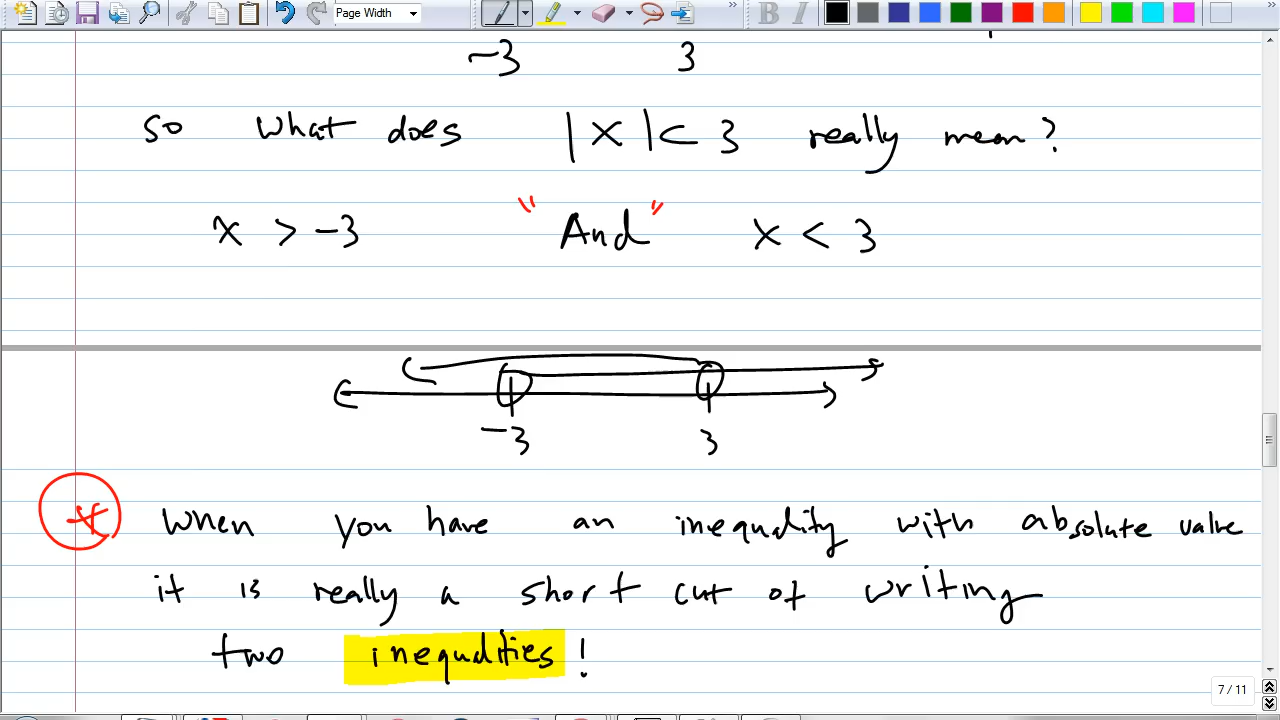 Page Width
B I
-3 3
so what does |x| < 3 really mean?
x > -3 "And" x < 3
-3 3
* When you have an inequality with absolute value
it is really a short cut of writing
two inequalities!
7 / 11